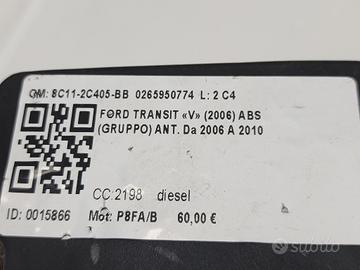 OM: 8C11-2C405-BB 0265950774 L: 2 C4
FORD TRANSIT «V» (2006) ABS
(GRUPPO) ANT. Da 2006 A 2010
CC 2198 diesel
ID: 0015866 Mot: P8FA/B 60,00 €
subito